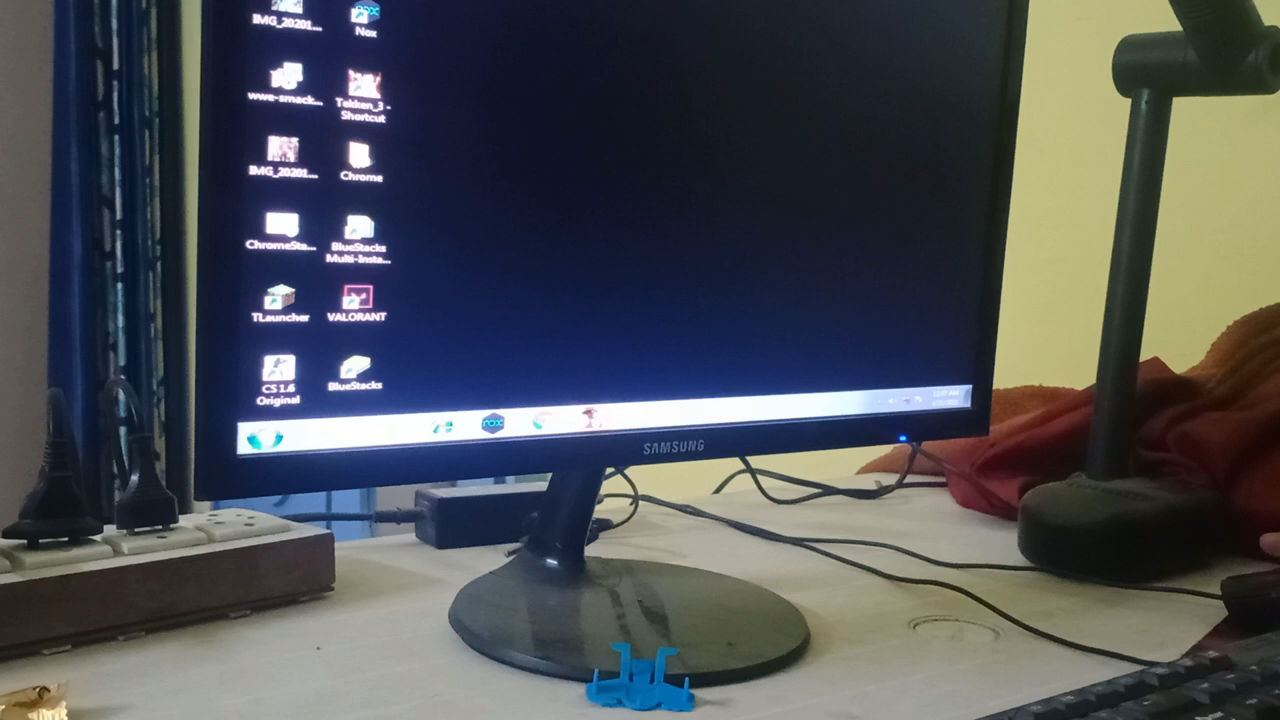 IMG_20201...
Nox
wwe-smack...
Tekken_3 -
Shortcut
IMG_20201...
Chrome
ChromeSta...
BlueStacks
Multi-Insta...
TLauncher
VALORANT
CS 1.6
Original
BlueStacks
nox
SAMSUNG